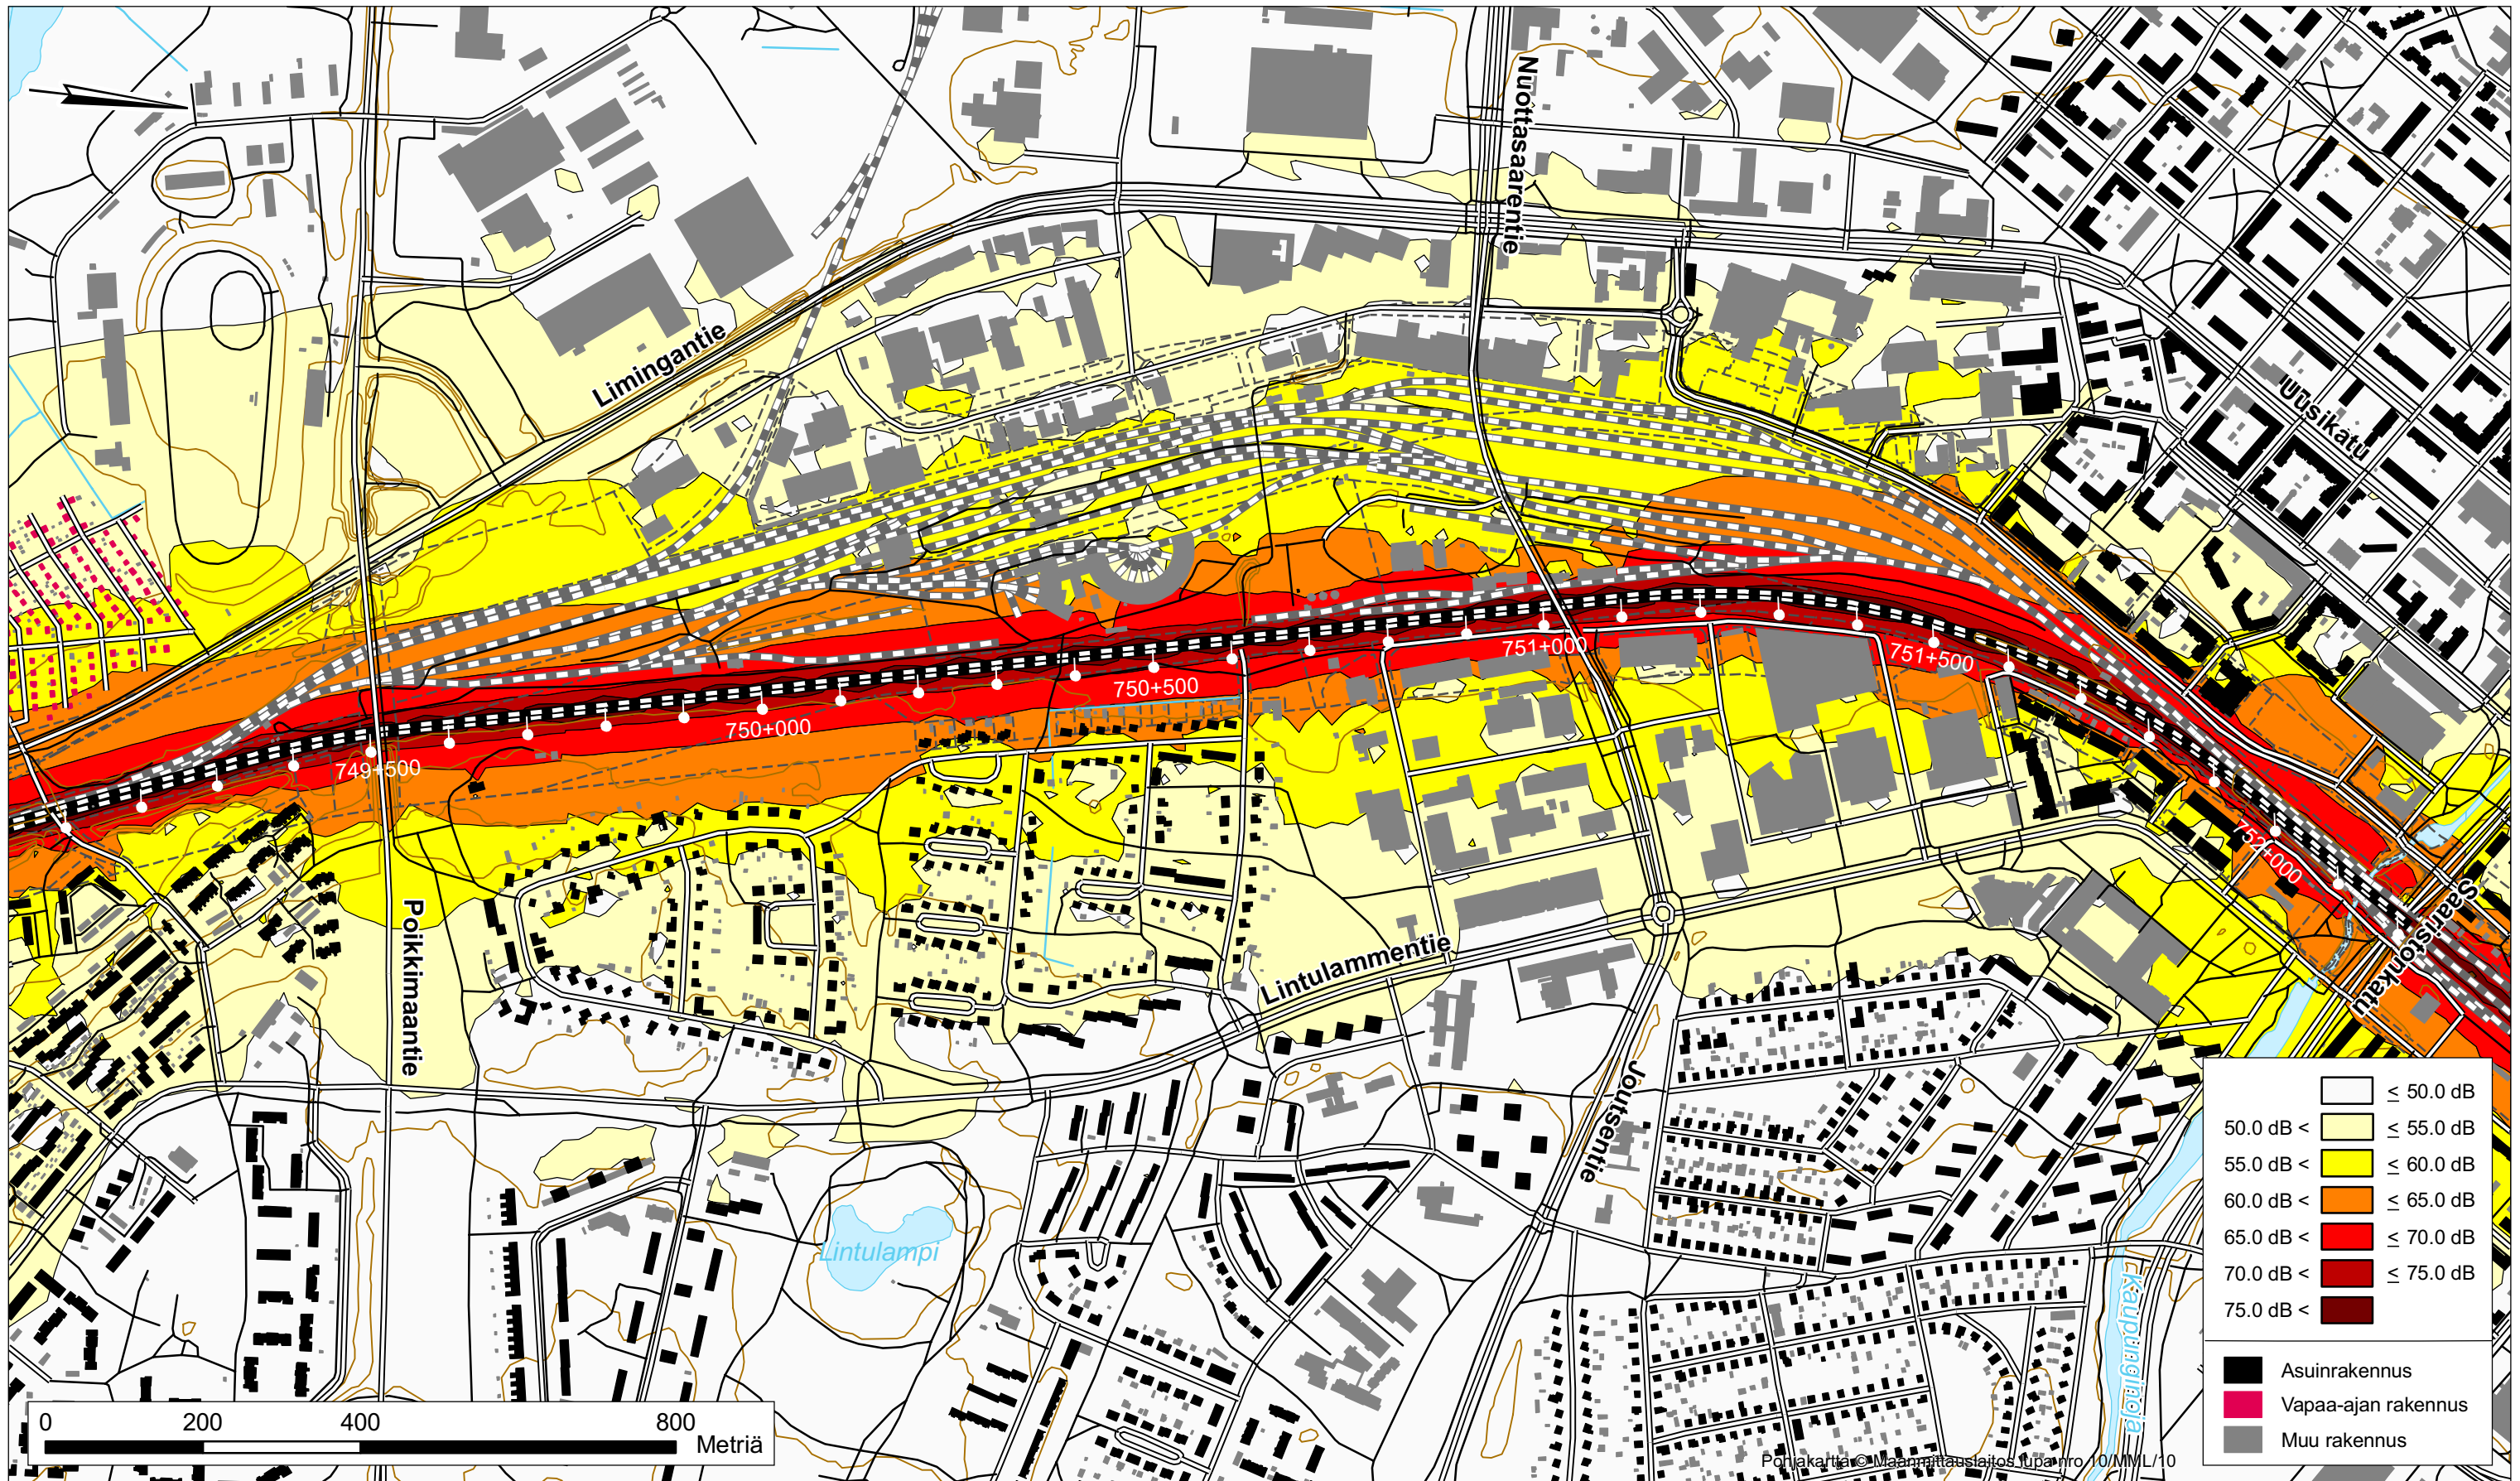 Nuottasaarentie
Limingantie
Uusikatu
751+000
751+500
750+500
750+000
749+500
752+000
Saaristonkatu
Poikkimaantie
Lintulammentie
Joutsentie
Lintulampi
Kaupunginoja
≤ 50.0 dB
50.0 dB < ≤ 55.0 dB
55.0 dB < ≤ 60.0 dB
60.0 dB < ≤ 65.0 dB
65.0 dB < ≤ 70.0 dB
70.0 dB < ≤ 75.0 dB
75.0 dB <
Asuinrakennus
Vapaa-ajan rakennus
Muu rakennus
0 200 400 800
Metriä
Pohjakartta © Maanmittauslaitos lupa nro 10/MML/10